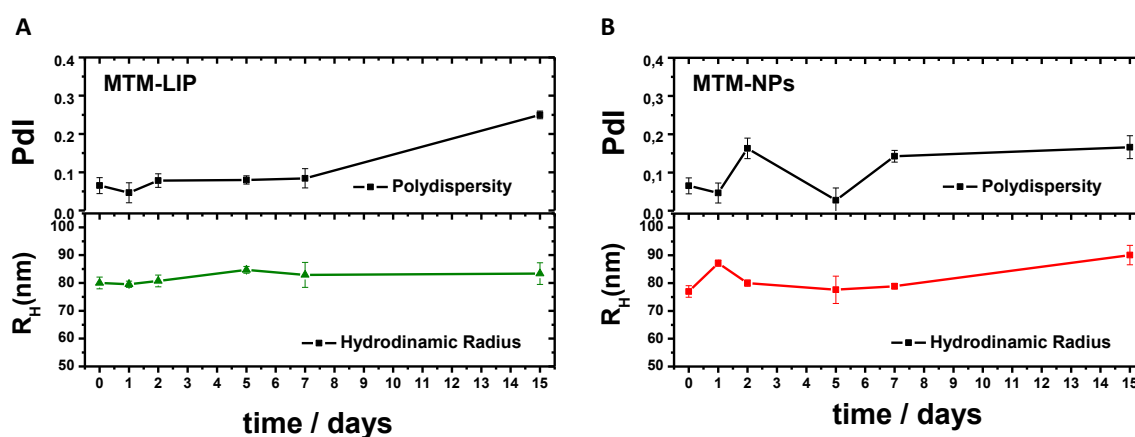 A
B
0.4
0.3
0.2
0.1
0.0
PdI
MTM-LIP
Polydispersity
100
90
80
70
60
50
R_H(nm)
Hydrodinamic Radius
0 1 2 3 4 5 6 7 8 9 10 11 12 13 14 15
time / days
0,4
0,3
0,2
0,1
0,0
PdI
MTM-NPs
Polydispersity
100
90
80
70
60
50
R_H(nm)
Hydrodinamic Radius
0 1 2 3 4 5 6 7 8 9 10 11 12 13 14 15
time / days